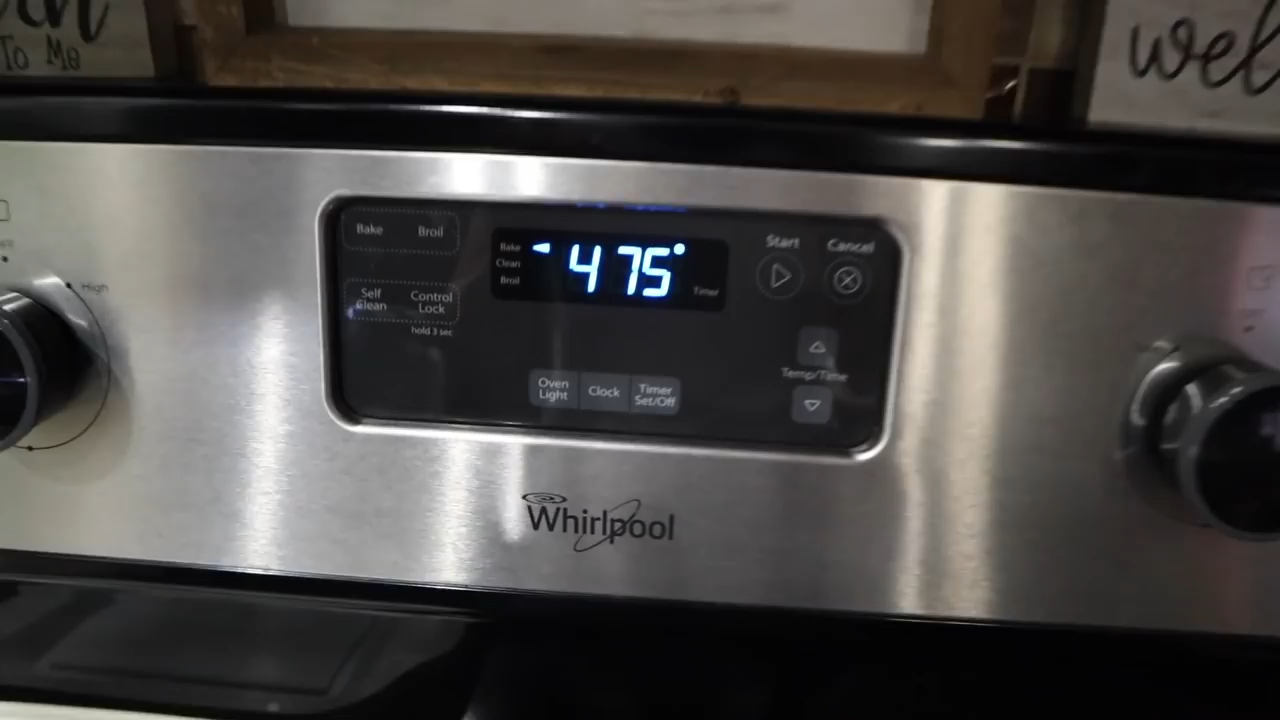 To Me
wel
High
Bake Broil
Self Clean
Control Lock
hold 3 sec
Bake
Clean
Broil
475°
Timer
Start Cancel
Temp/Time
Oven Light
Clock
Timer Set/Off
Whirlpool